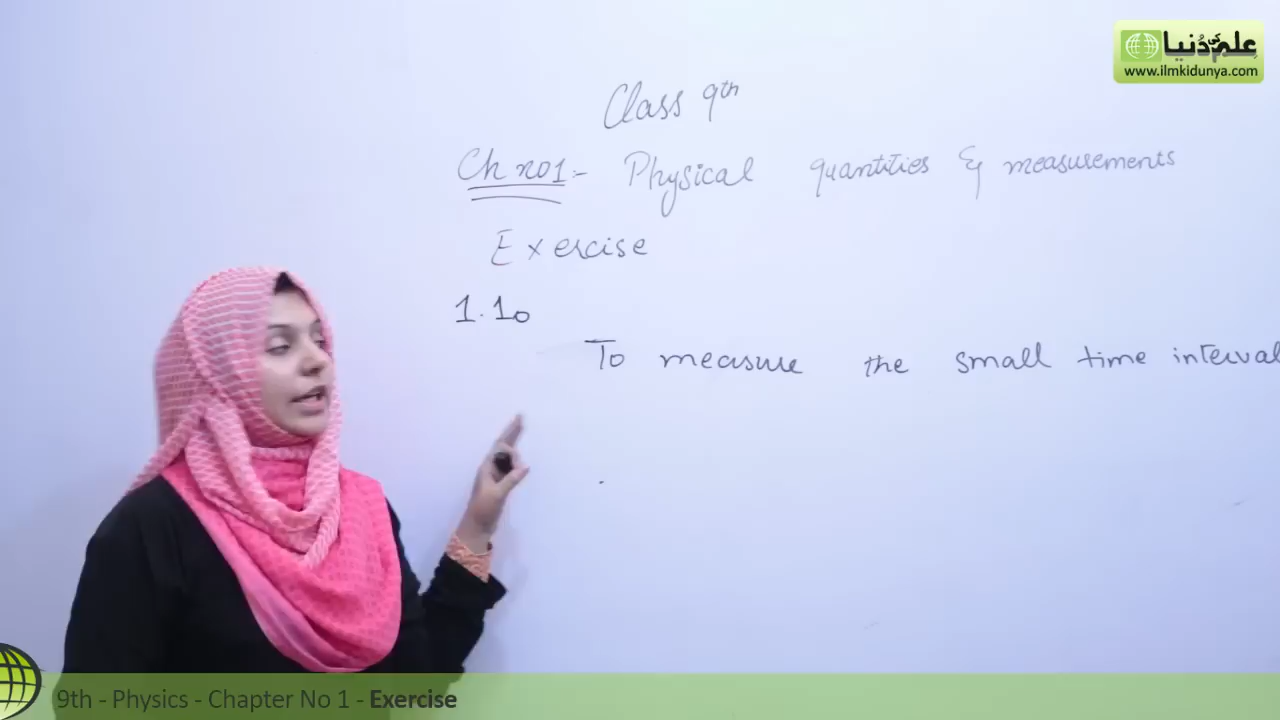 علم کی دُنیا
www.ilmkidunya.com
Class 9th
Ch no1:- Physical quantities & measurements
Exercise
1.10
To measure the small time interval
9th - Physics - Chapter No 1 - Exercise